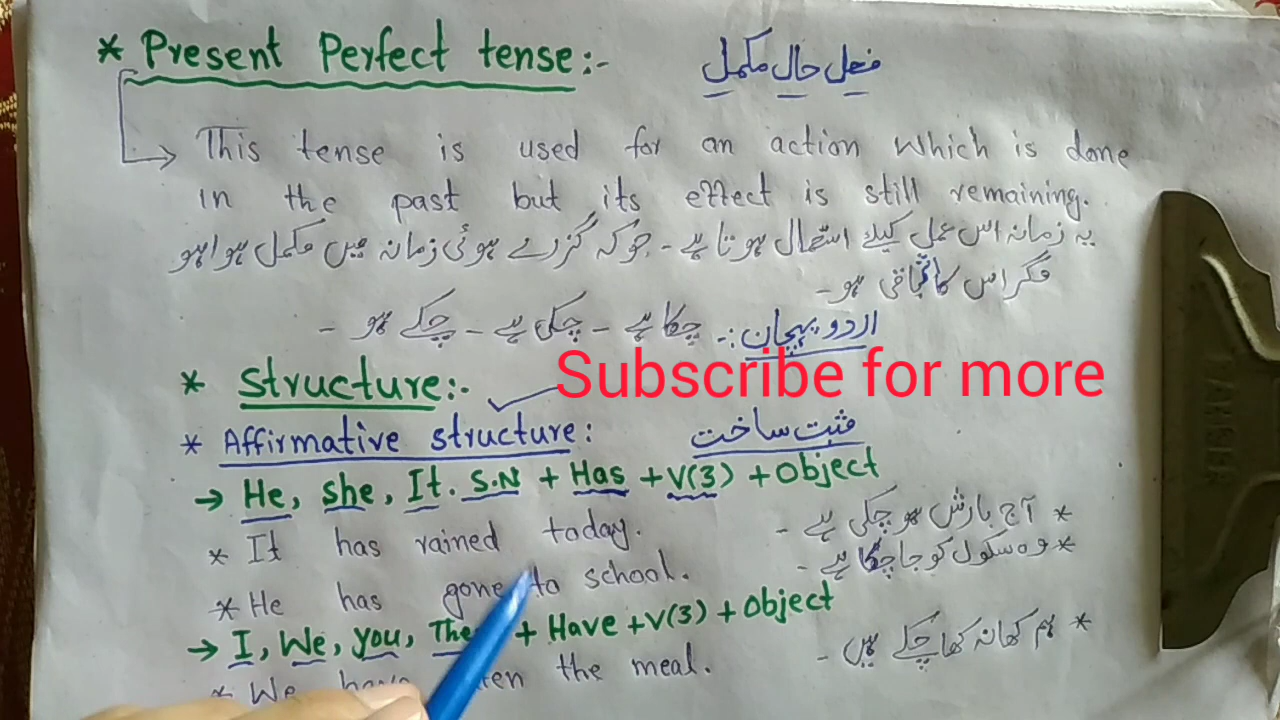 * Present Perfect tense:- فعل حال مکمل
This tense is used for an action which is done
in the past but its effect is still remaining.
یہ زمانہ اس عمل کیلئے استعمال ہوتا ہے - جو کہ گزرے ہوئی زمانہ میں مکمل ہوا ہو
مگر اس کا باقی ہو-
اردو پہچان :- چکا ہے - چکی ہے - چکے ہو -
* Structure:-
Subscribe for more
* Affirmative structure: مثبت ساخت
→ He, she, It. S.N + Has + V(3) + Object
* It has rained today. * آج بارش ہو چکی ہے -
* He has gone to school. * وہ سکول کو جا چکا ہے -
→ I, We, you, The + Have + V(3) + Object
* We the meal. * ہم کھانہ کھا چکے ہیں -